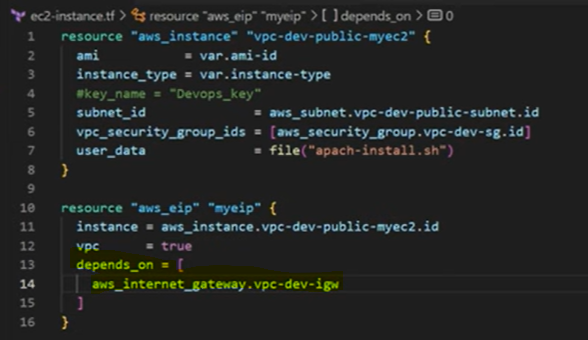 ec2-instance.tf > resource "aws_eip" "myeip" > [ ] depends_on > 0
1 resource "aws_instance" "vpc-dev-public-myec2" {
2 ami = var.ami-id
3 instance_type = var.instance-type
4 #key_name = "Devops_key"
5 subnet_id = aws_subnet.vpc-dev-public-subnet.id
6 vpc_security_group_ids = [aws_security_group.vpc-dev-sg.id]
7 user_data = file("apach-install.sh")
8 }
9
10 resource "aws_eip" "myeip" {
11 instance = aws_instance.vpc-dev-public-myec2.id
12 vpc = true
13 depends_on = [
14 aws_internet_gateway.vpc-dev-igw
15 ]
16 }